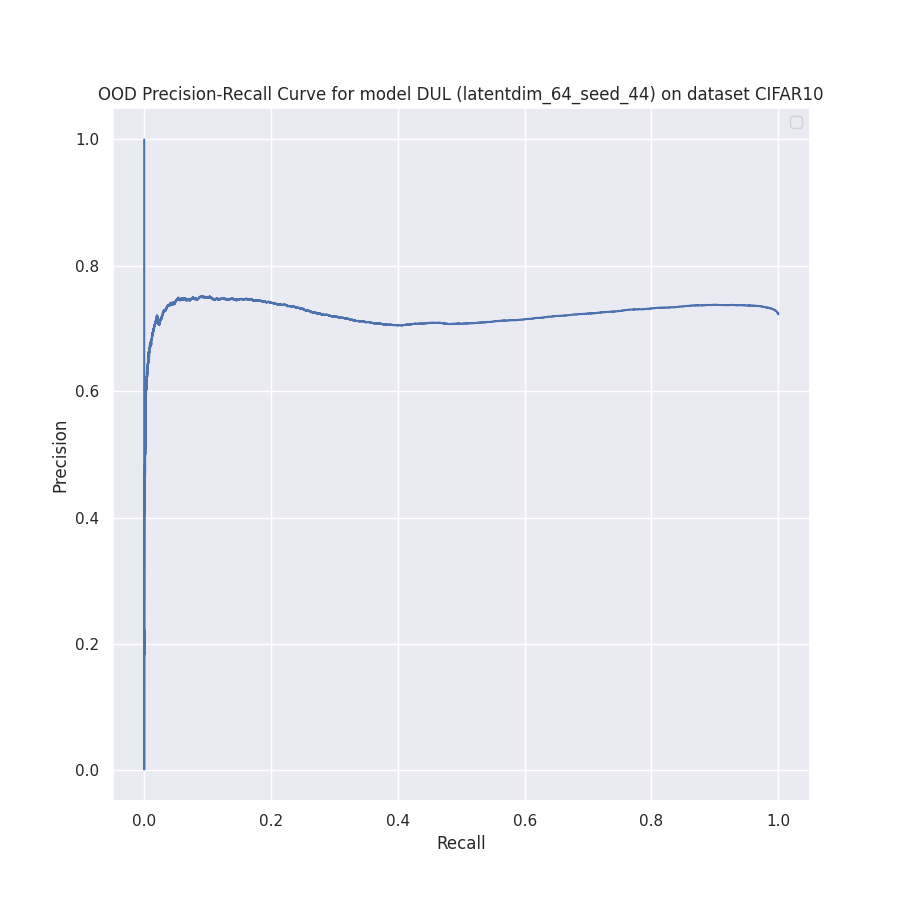 OOD Precision-Recall Curve for model DUL (latentdim_64_seed_44) on dataset CIFAR10
1.0
0.8
0.6
0.4
0.2
0.0
Precision
0.0 0.2 0.4 0.6 0.8 1.0
Recall